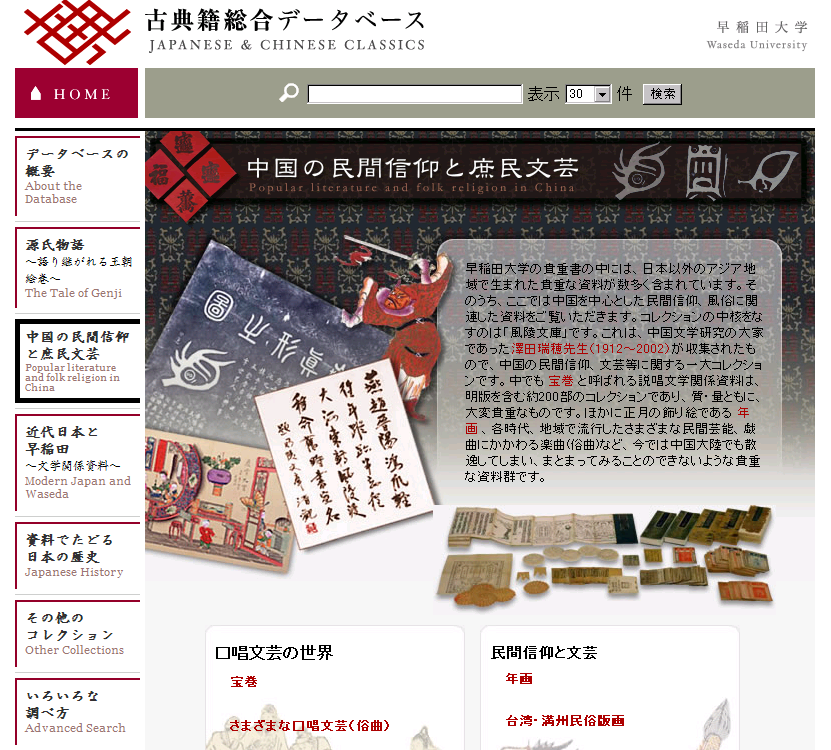 古典籍総合データベース
JAPANESE & CHINESE CLASSICS
早稲田大学
Waseda University
HOME
表示 30 件 検索
データベースの
概要
About the
Database
源氏物語
～語り継がれる王朝
絵巻～
The Tale of Genji
中国の民間信仰
と庶民文芸
Popular literature
and folk religion in
China
近代日本と
早稲田
～文学関係資料～
Modern Japan and
Waseda
資料でたどる
日本の歴史
Japanese History
その他の
コレクション
Other Collections
いろいろな
調べ方
Advanced Search
中国の民間信仰と庶民文芸
Popular literature and folk religion in China
早稲田大学の貴重書の中には、日本以外のアジア地
域で生まれた貴重な資料が数多く含まれています。そ
のうち、ここでは中国を中心とした民間信仰、風俗に関
連した資料をご覧いただきます。コレクションの中核をな
すのは「風陵文庫」です。これは、中国文学研究の大家
であった澤田瑞穂先生（1912～2002）が収集されたも
ので、中国の民間信仰、文芸等に関する一大コレクショ
ンです。中でも 宝巻 と呼ばれる説唱文学関係資料は、
明版を含む約200部のコレクションであり、質・量ともに、
大変貴重なものです。ほかに正月の飾り絵である 年
画 、各時代、地域で流行したさまざまな民間芸能、戯
曲にかかわる楽曲（俗曲）など、今では中国大陸でも散
逸してしまい、まとまってみることのできないような貴重
な資料群です。
口唱文芸の世界
宝巻
さまざまな口唱文芸（俗曲）
民間信仰と文芸
年画
台湾・満州民俗版画